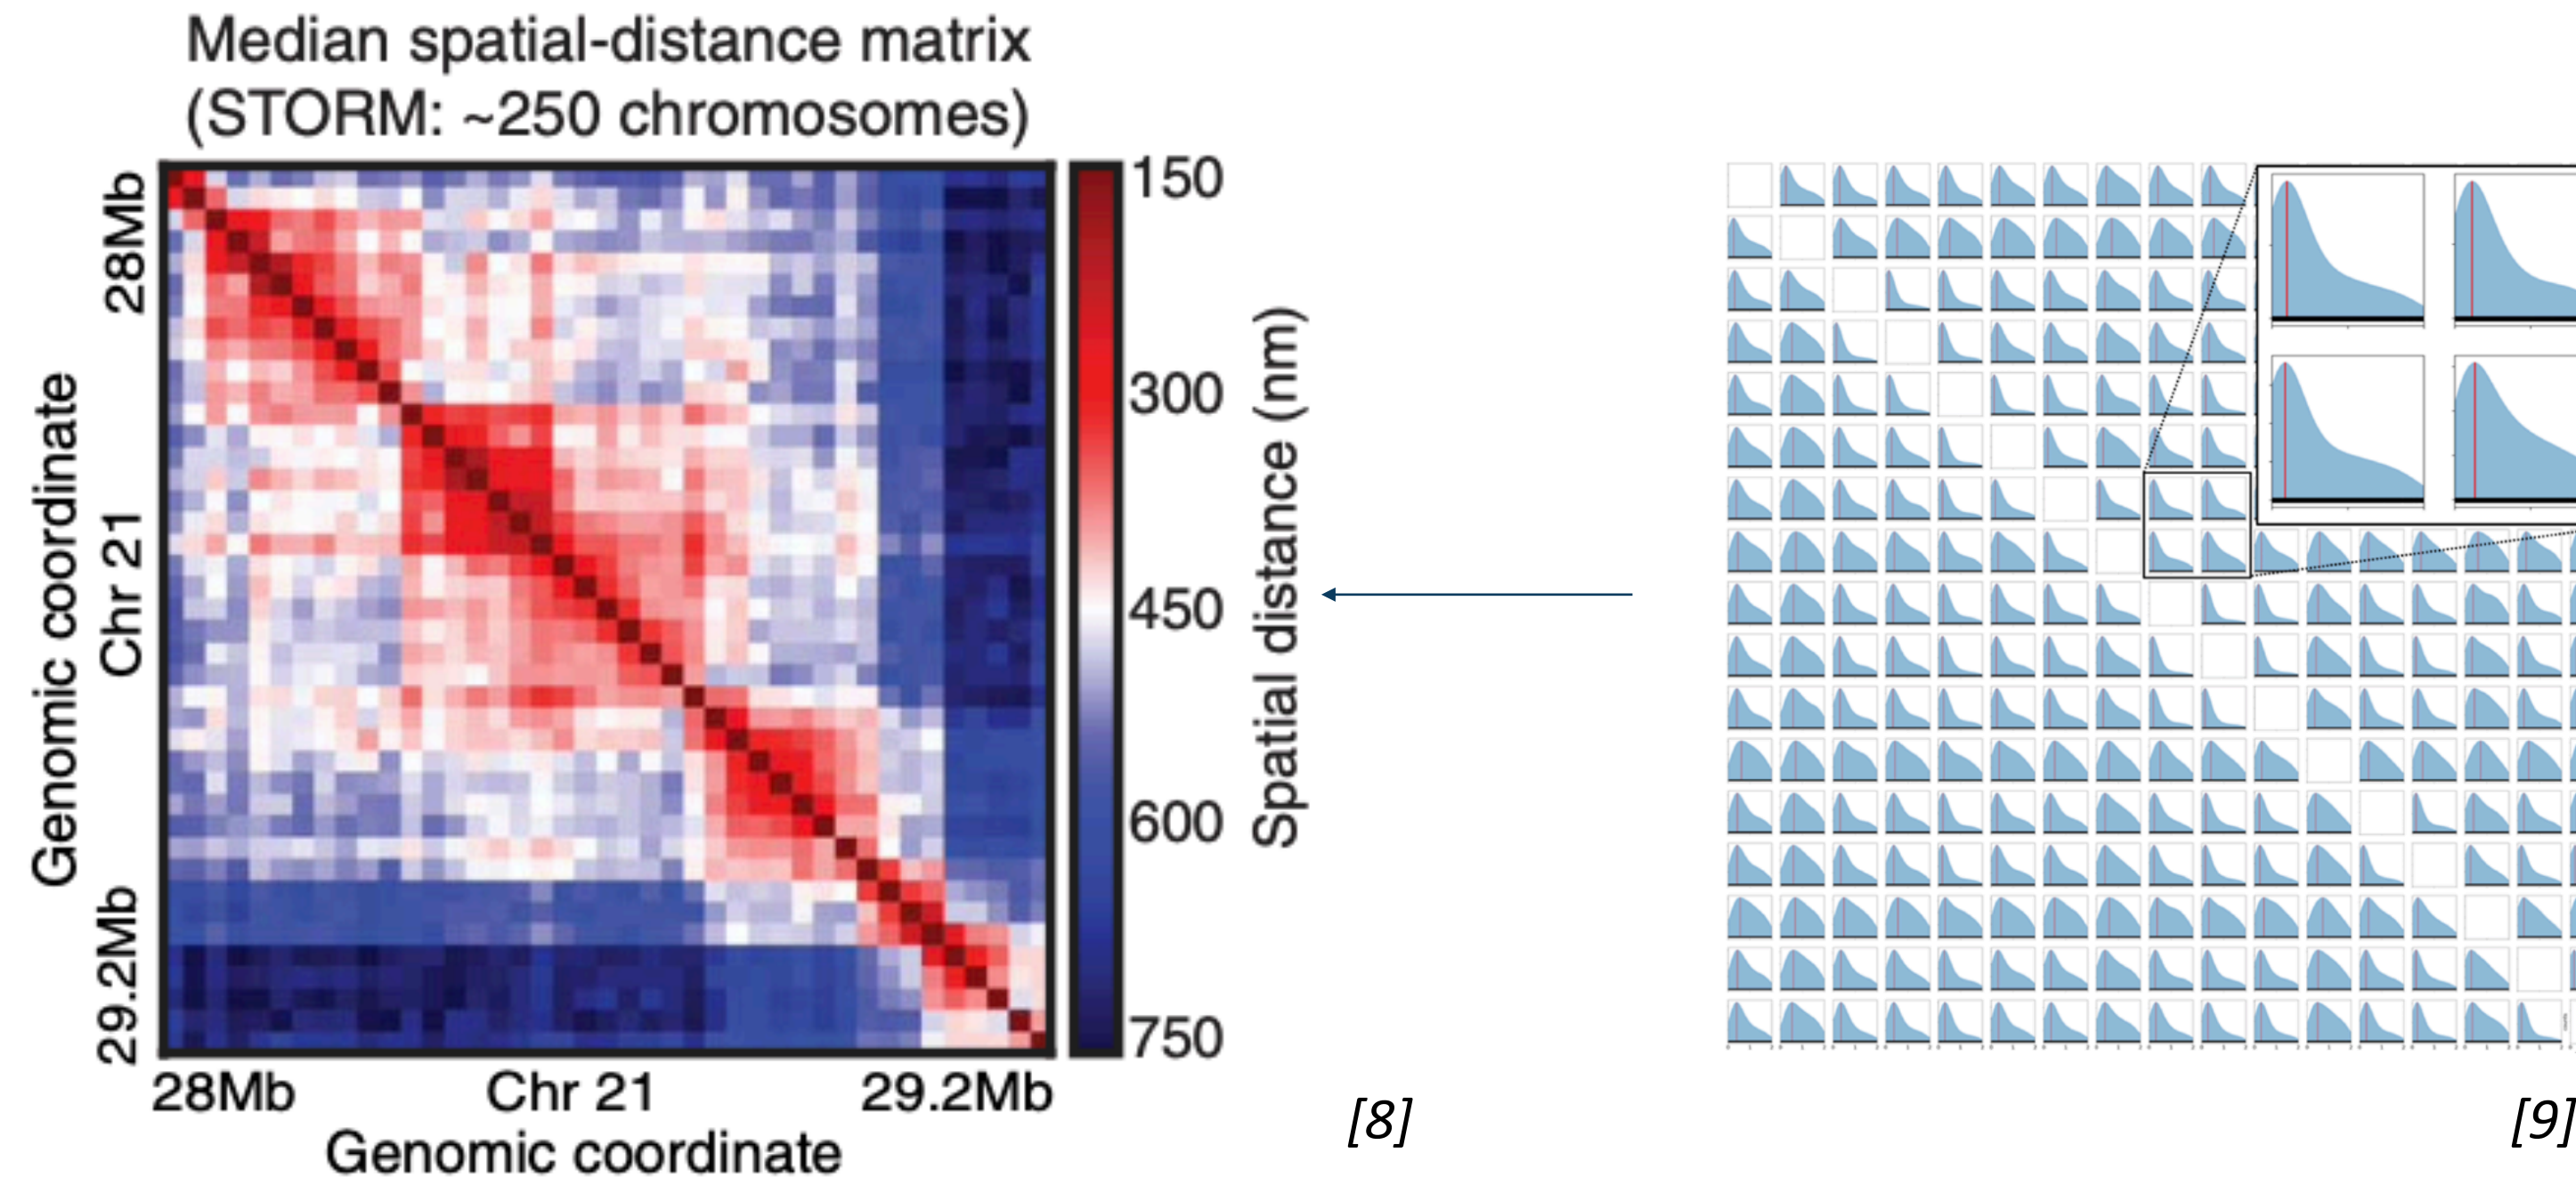 Median spatial-distance matrix
(STORM: ~250 chromosomes)
28Mb
Chr 21
29.2Mb
Genomic coordinate
28Mb
Chr 21
29.2Mb
Genomic coordinate
150
300
450
600
750
Spatial distance (nm)
[8]
[9]